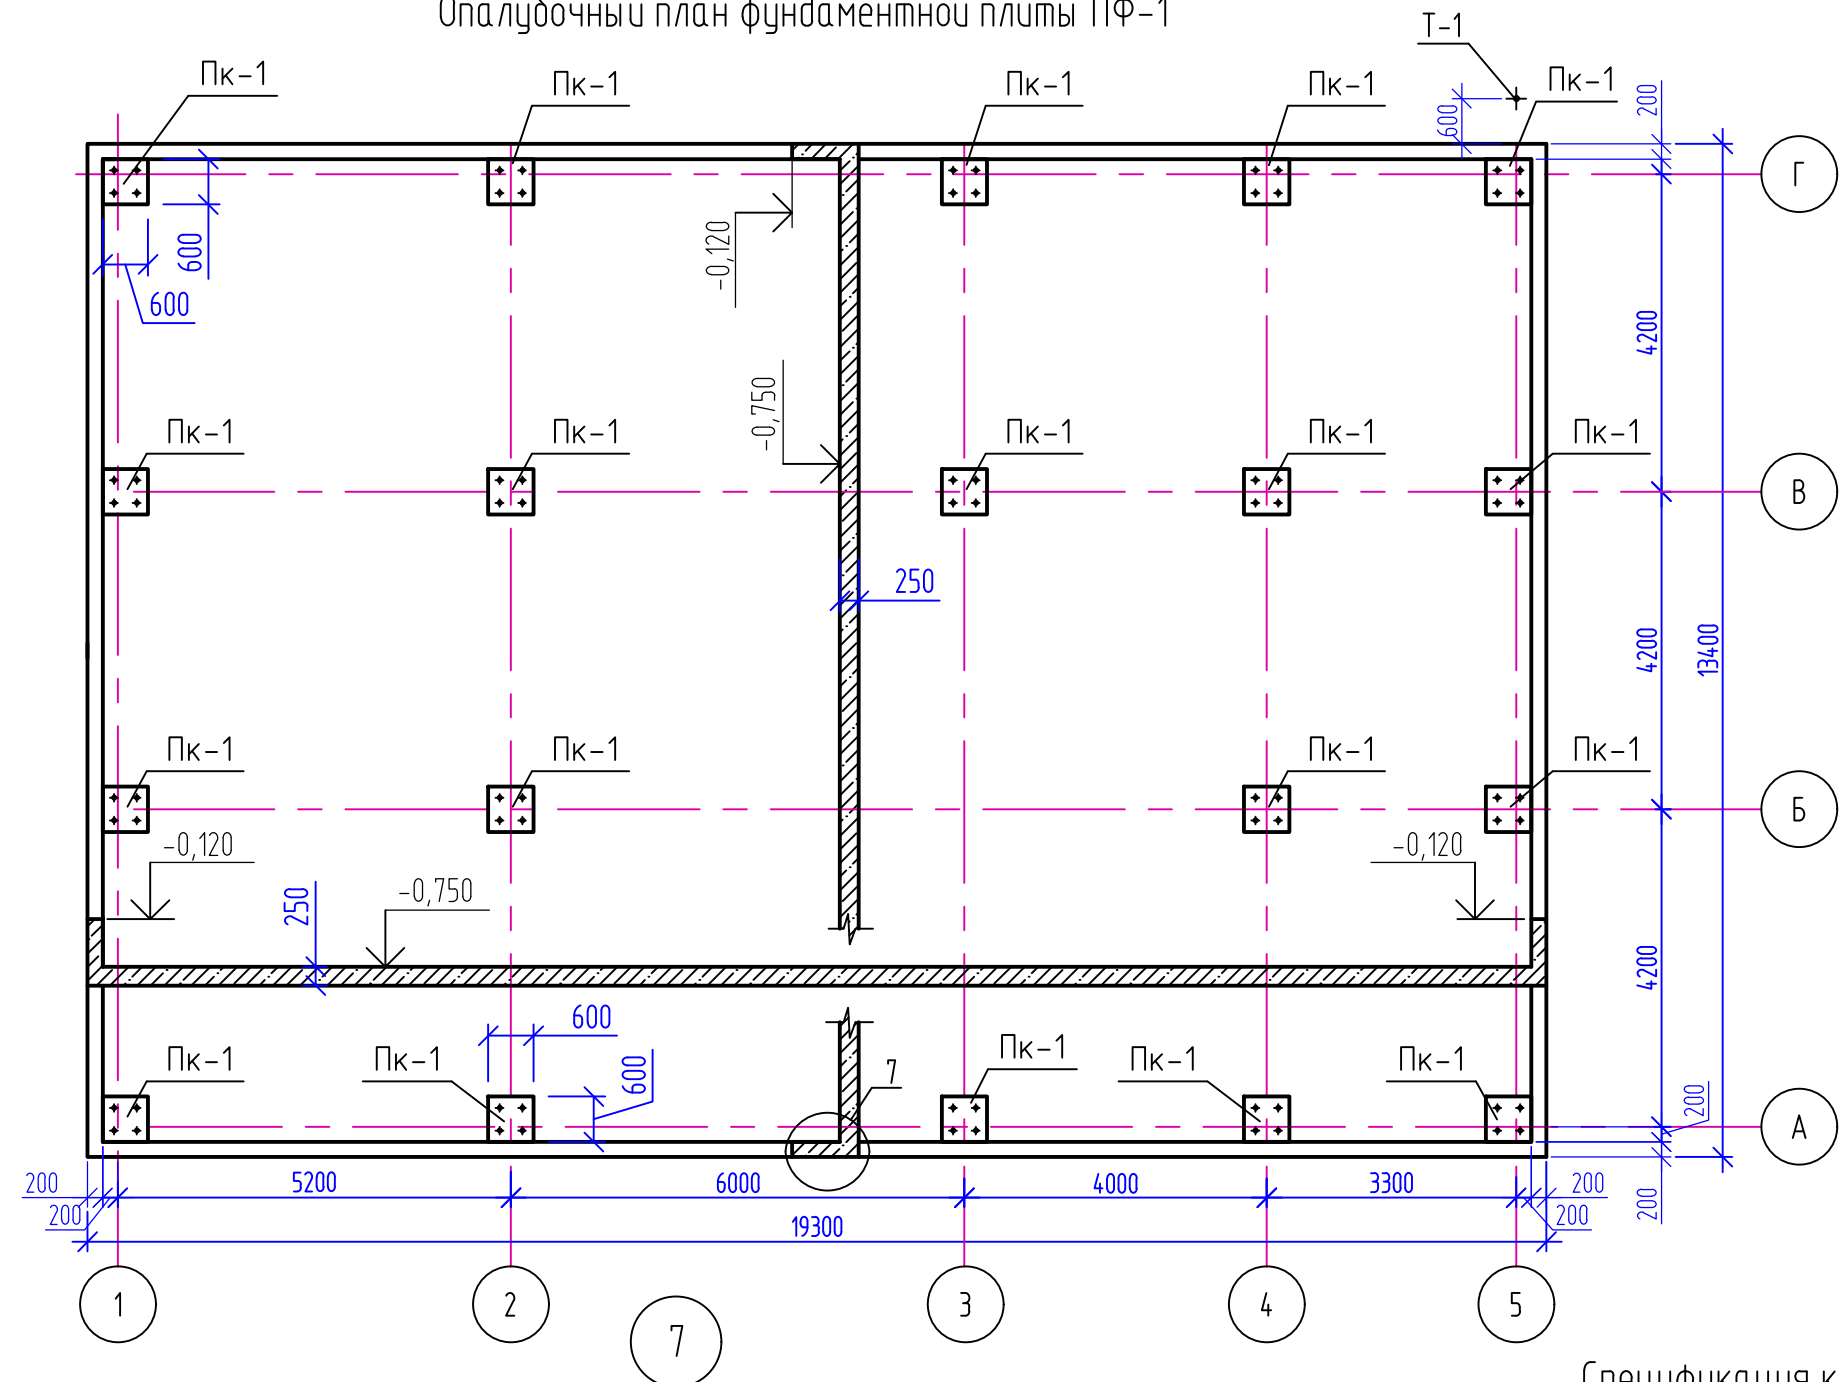 Опалубочный план фундаментной плиты ПФ-1
Т-1
Пк-1
Пк-1
Пк-1
Пк-1
Пк-1
600
200
Г
600
600
-0,120
4200
-0,750
Пк-1
Пк-1
Пк-1
Пк-1
Пк-1
В
250
4200
13400
Пк-1
Пк-1
Пк-1
Пк-1
Б
-0,120
-0,120
250
-0,750
4200
600
600
Пк-1
Пк-1
7
Пк-1
Пк-1
Пк-1
200
А
200
200
5200
6000
4000
3300
200
200
200
19300
1
2
3
4
5
7
Спецификация к